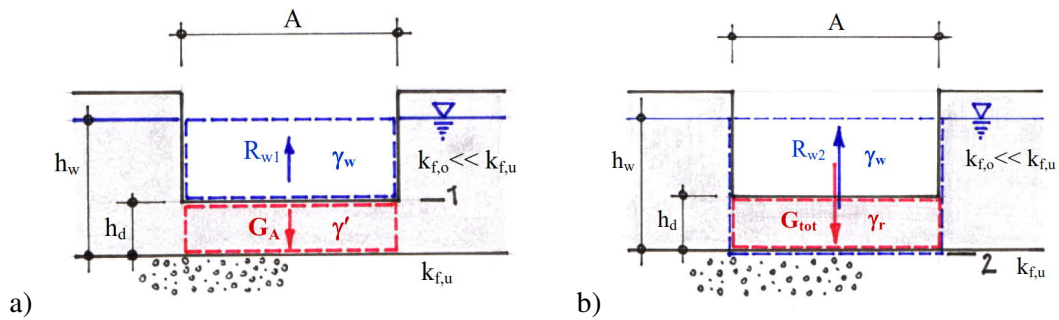 A
A
h_w
R_w1
γ_w
k_f,o << k_f,u
h_d
G_A
γ'
1
k_f,u
a)
h_w
R_w2
γ_w
k_f,o << k_f,u
h_d
G_tot
γ_r
2
k_f,u
b)